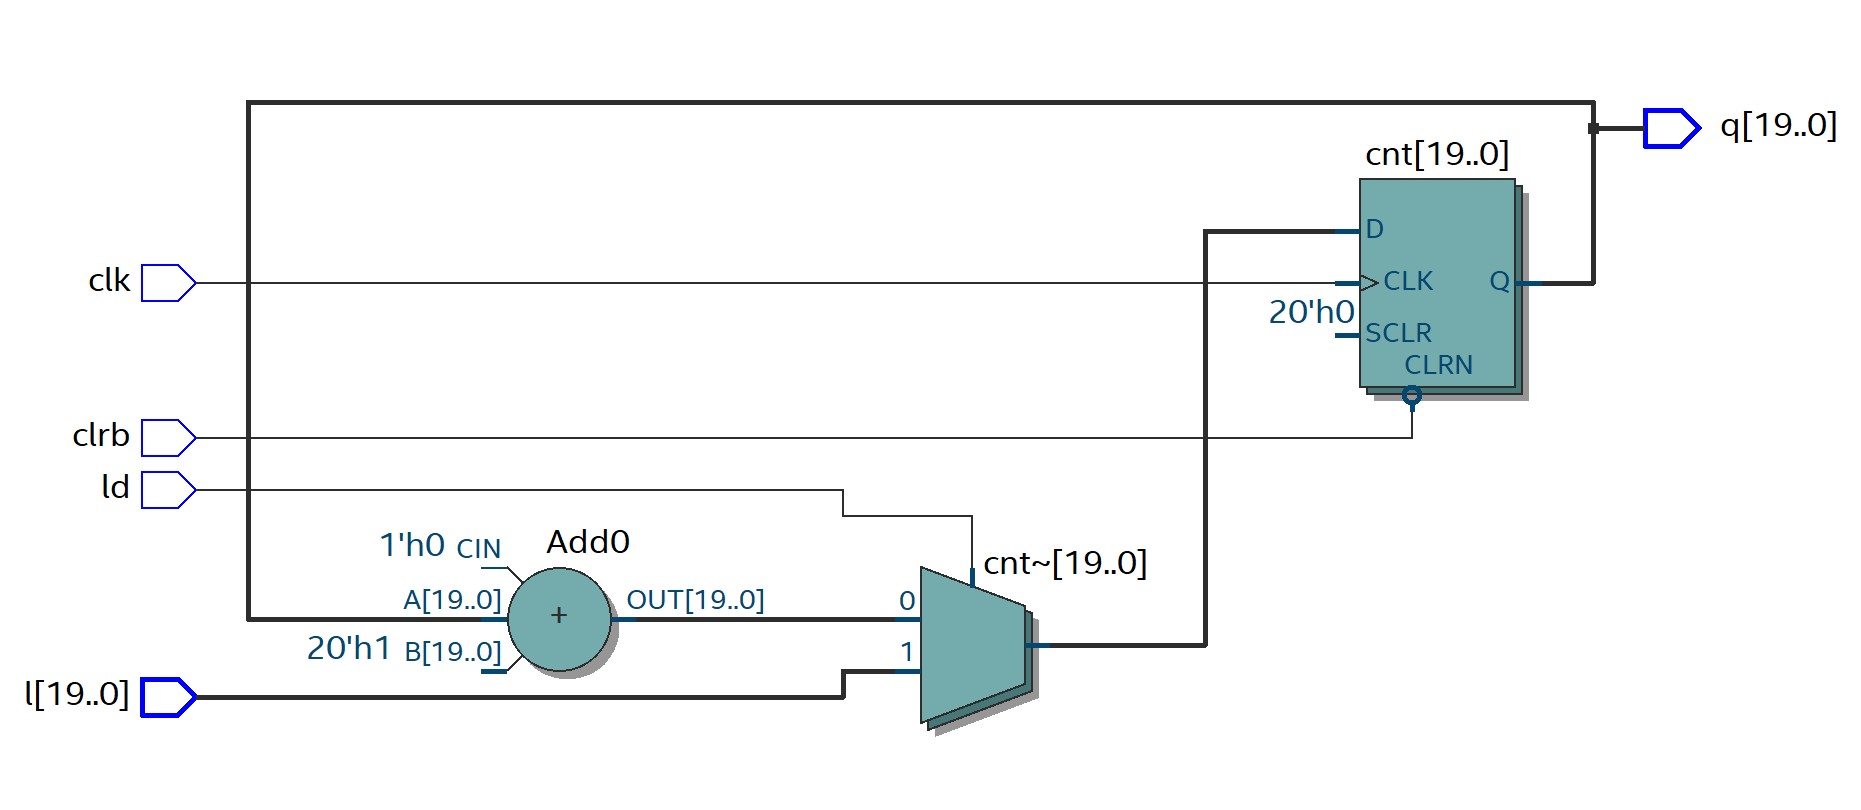 q[19..0]
cnt[19..0]
D
clk
CLK
Q
20'h0
SCLR
CLRN
clrb
ld
1'h0
CIN
Add0
cnt~[19..0]
A[19..0]
+
OUT[19..0]
0
20'h1
B[19..0]
1
l[19..0]